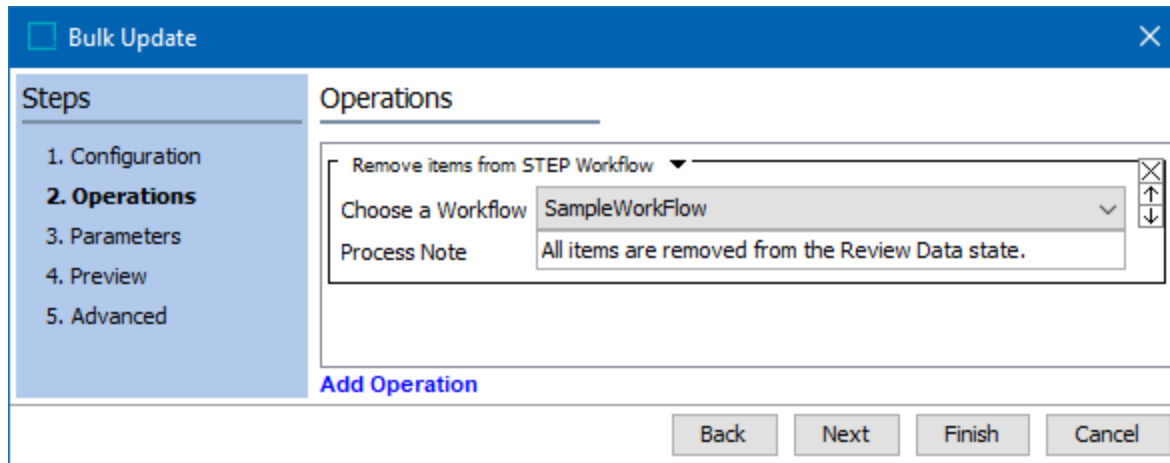 Bulk Update
Steps
1. Configuration
2. Operations
3. Parameters
4. Preview
5. Advanced
Operations
Remove items from STEP Workflow
Choose a Workflow SampleWorkFlow
Process Note All items are removed from the Review Data state.
Add Operation
Back Next Finish Cancel